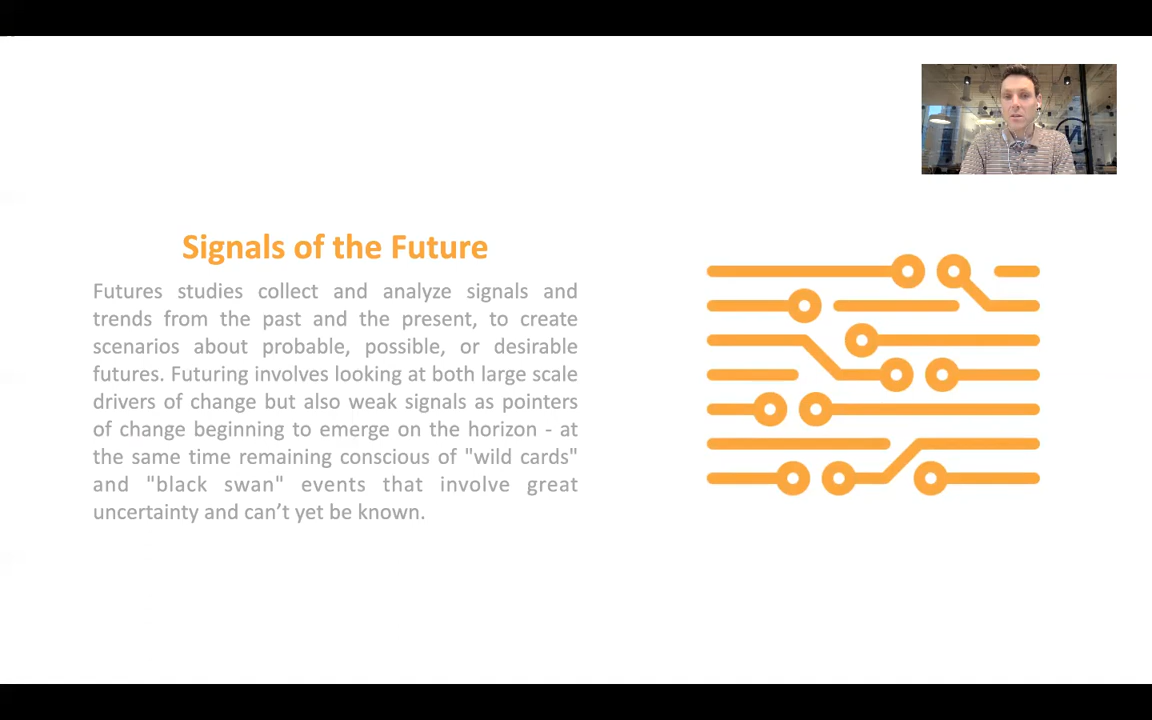 Signals of the Future
Futures studies collect and analyze signals and
trends from the past and the present, to create
scenarios about probable, possible, or desirable
futures. Futuring involves looking at both large scale
drivers of change but also weak signals as pointers
of change beginning to emerge on the horizon - at
the same time remaining conscious of "wild cards"
and "black swan" events that involve great
uncertainty and can’t yet be known.